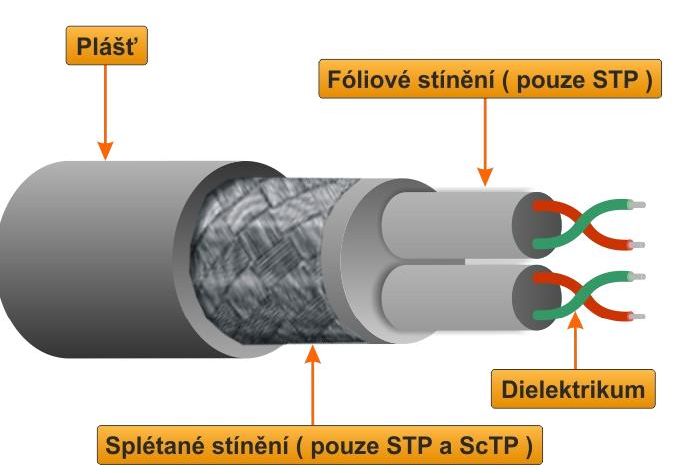 Plášť
Fóliové stínění ( pouze STP )
Dielektrikum
Splétané stínění ( pouze STP a ScTP )